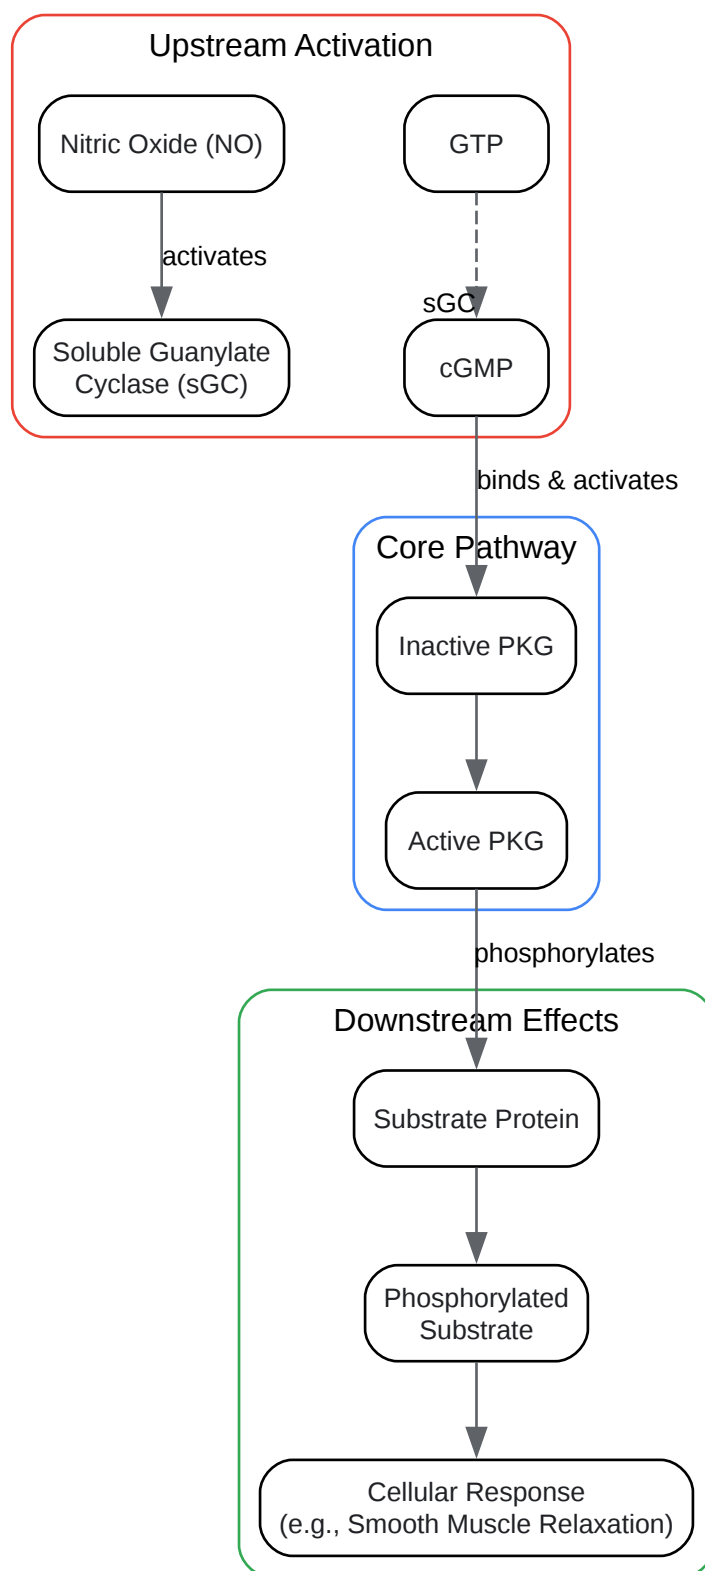 Upstream Activation
Nitric Oxide (NO)
GTP
activates
sGC
Soluble Guanylate
Cyclase (sGC)
cGMP
binds & activates
Core Pathway
Inactive PKG
Active PKG
phosphorylates
Downstream Effects
Substrate Protein
Phosphorylated
Substrate
Cellular Response
(e.g., Smooth Muscle Relaxation)